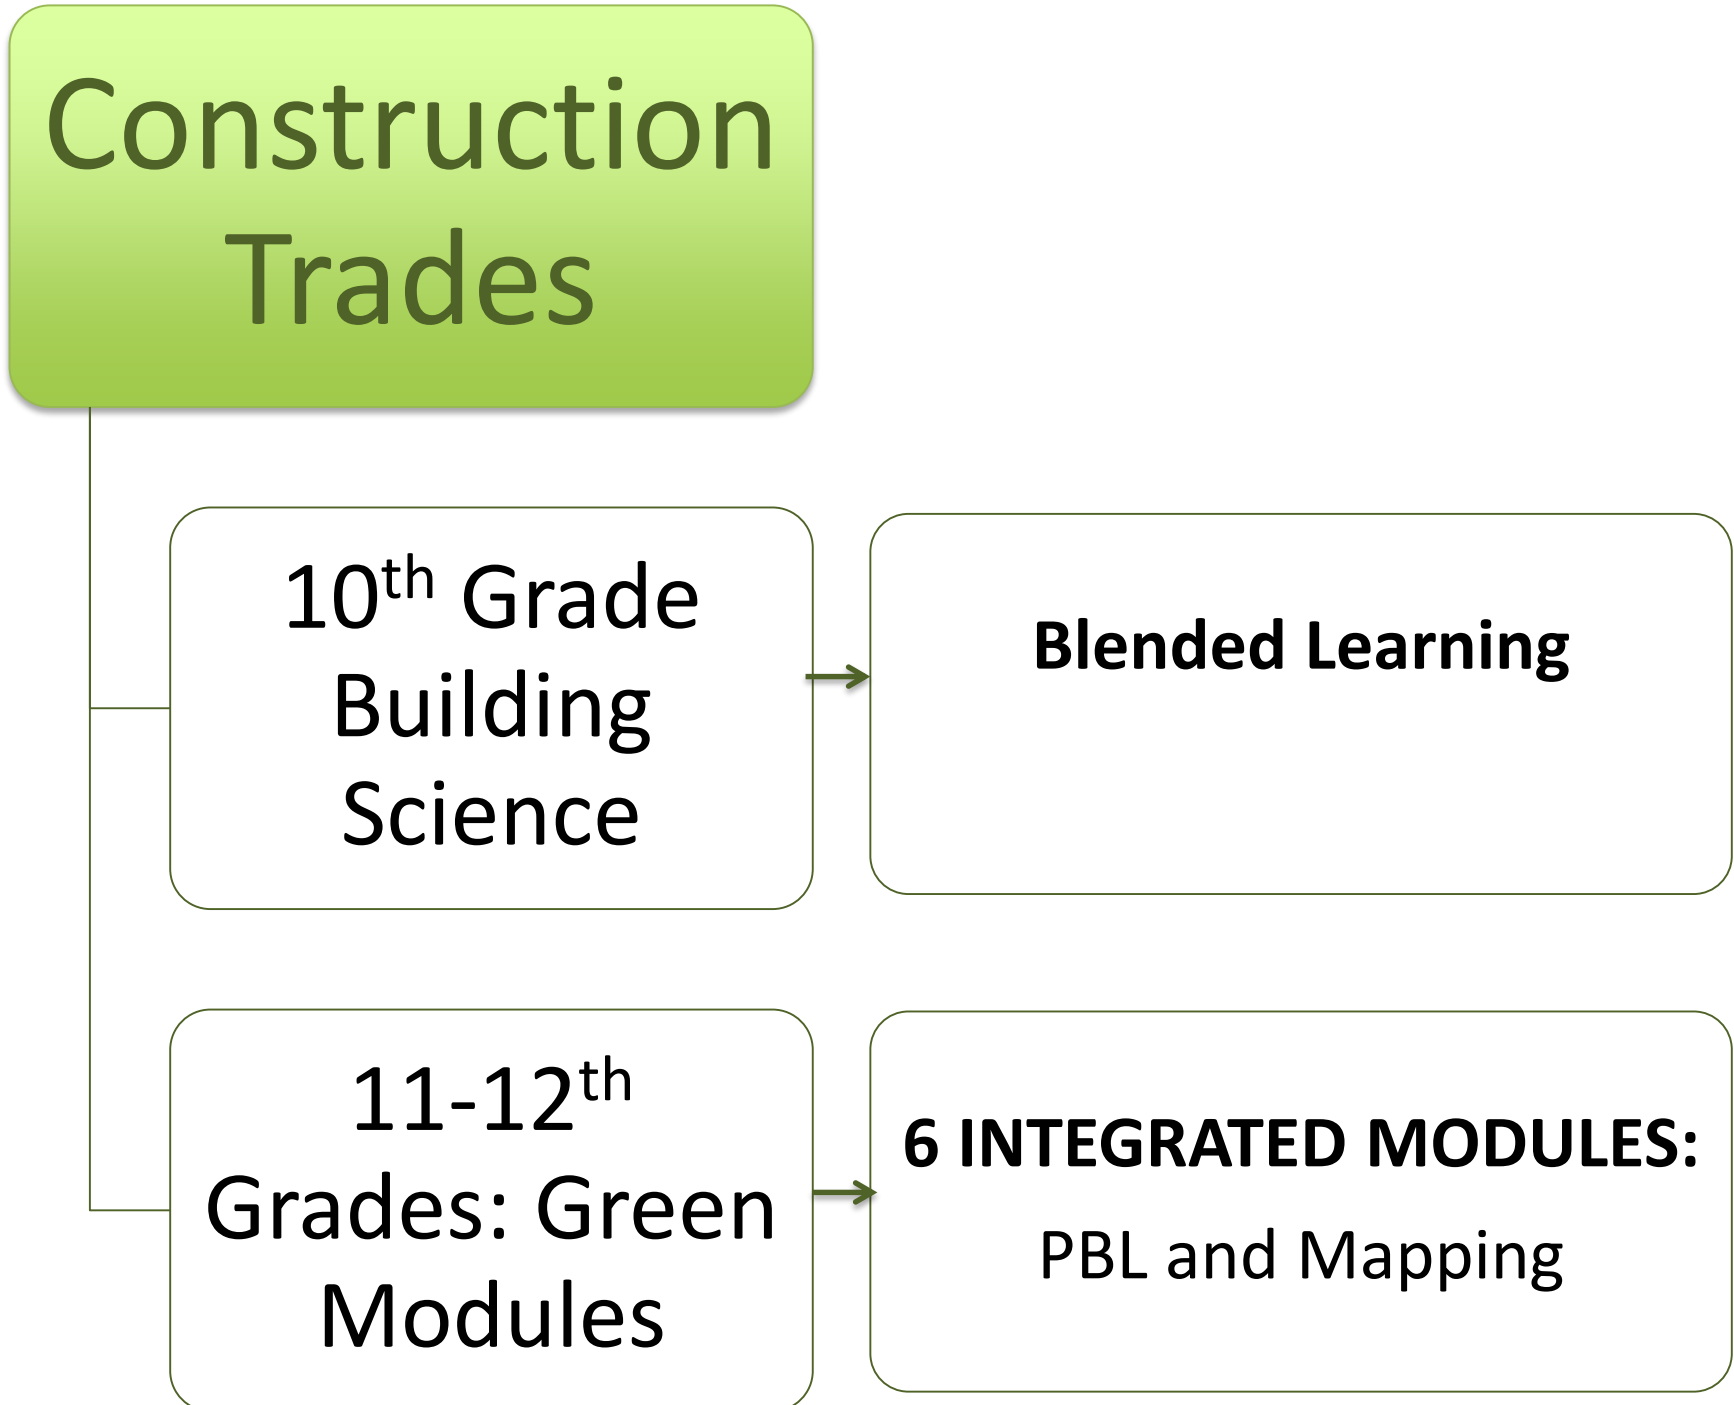 Construction
Trades
10th Grade
Building
Science
Blended Learning
11-12th
Grades: Green
Modules
6 INTEGRATED MODULES:
PBL and Mapping